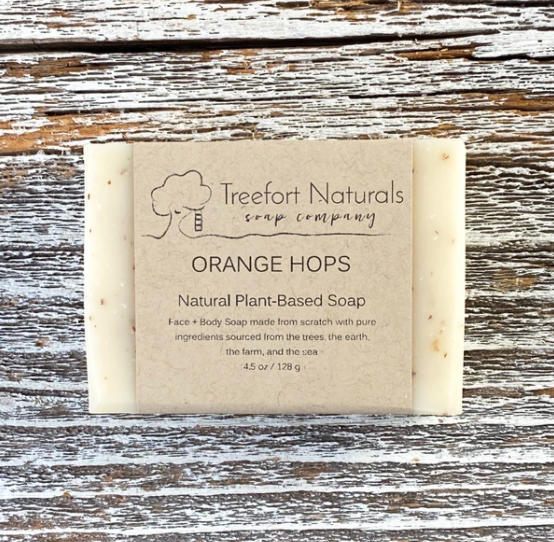 Treefort Naturals
soap company
ORANGE HOPS
Natural Plant-Based Soap
Face + Body Soap made from scratch with pure
ingredients sourced from the trees, the earth,
the farm, and the sea
4.5 oz / 128 g